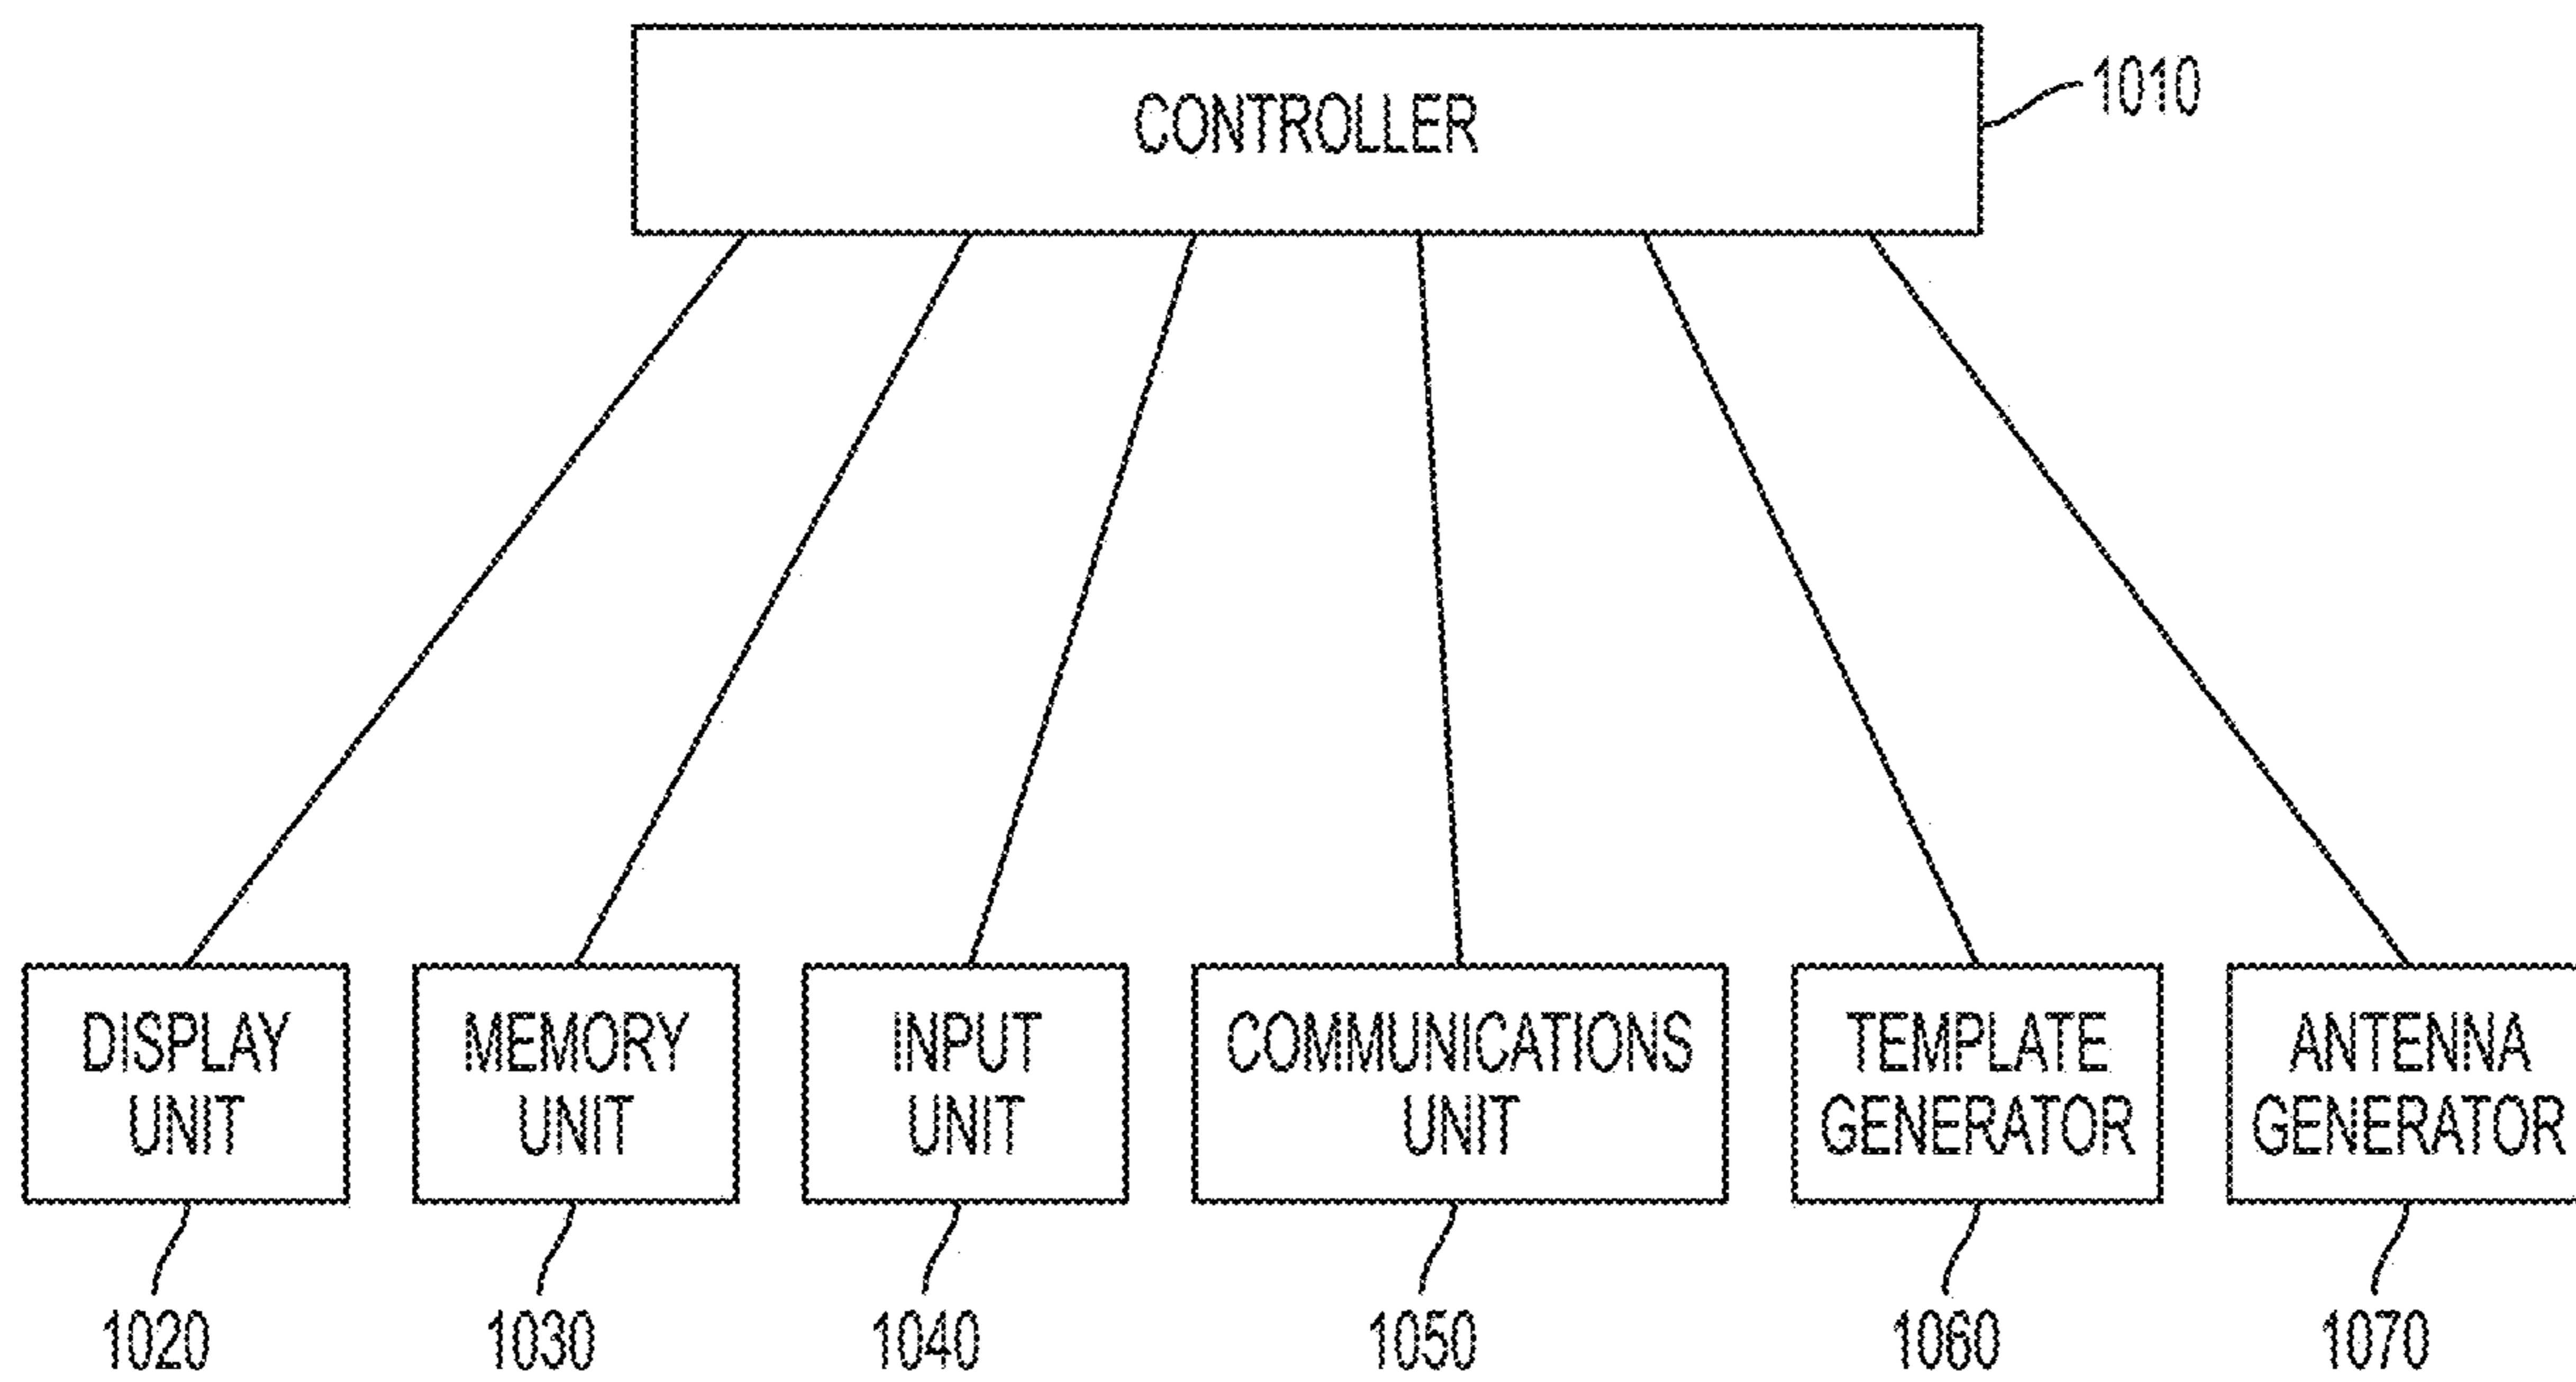 CONTROLLER
1010
DISPLAY
UNIT
MEMORY
UNIT
INPUT
UNIT
COMMUNICATIONS
UNIT
TEMPLATE
GENERATOR
ANTENNA
GENERATOR
1020
1030
1040
1050
1060
1070